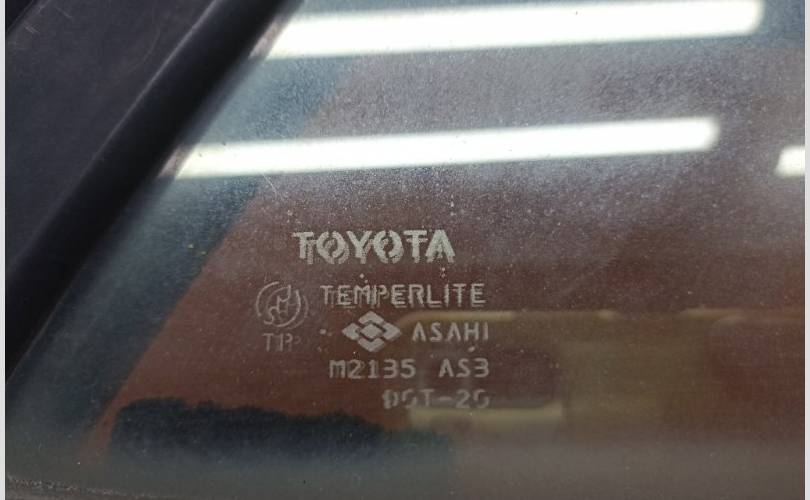 TOYOTA
TEMPERLITE
TP
ASAHI
M2135 AS3
DOT-20